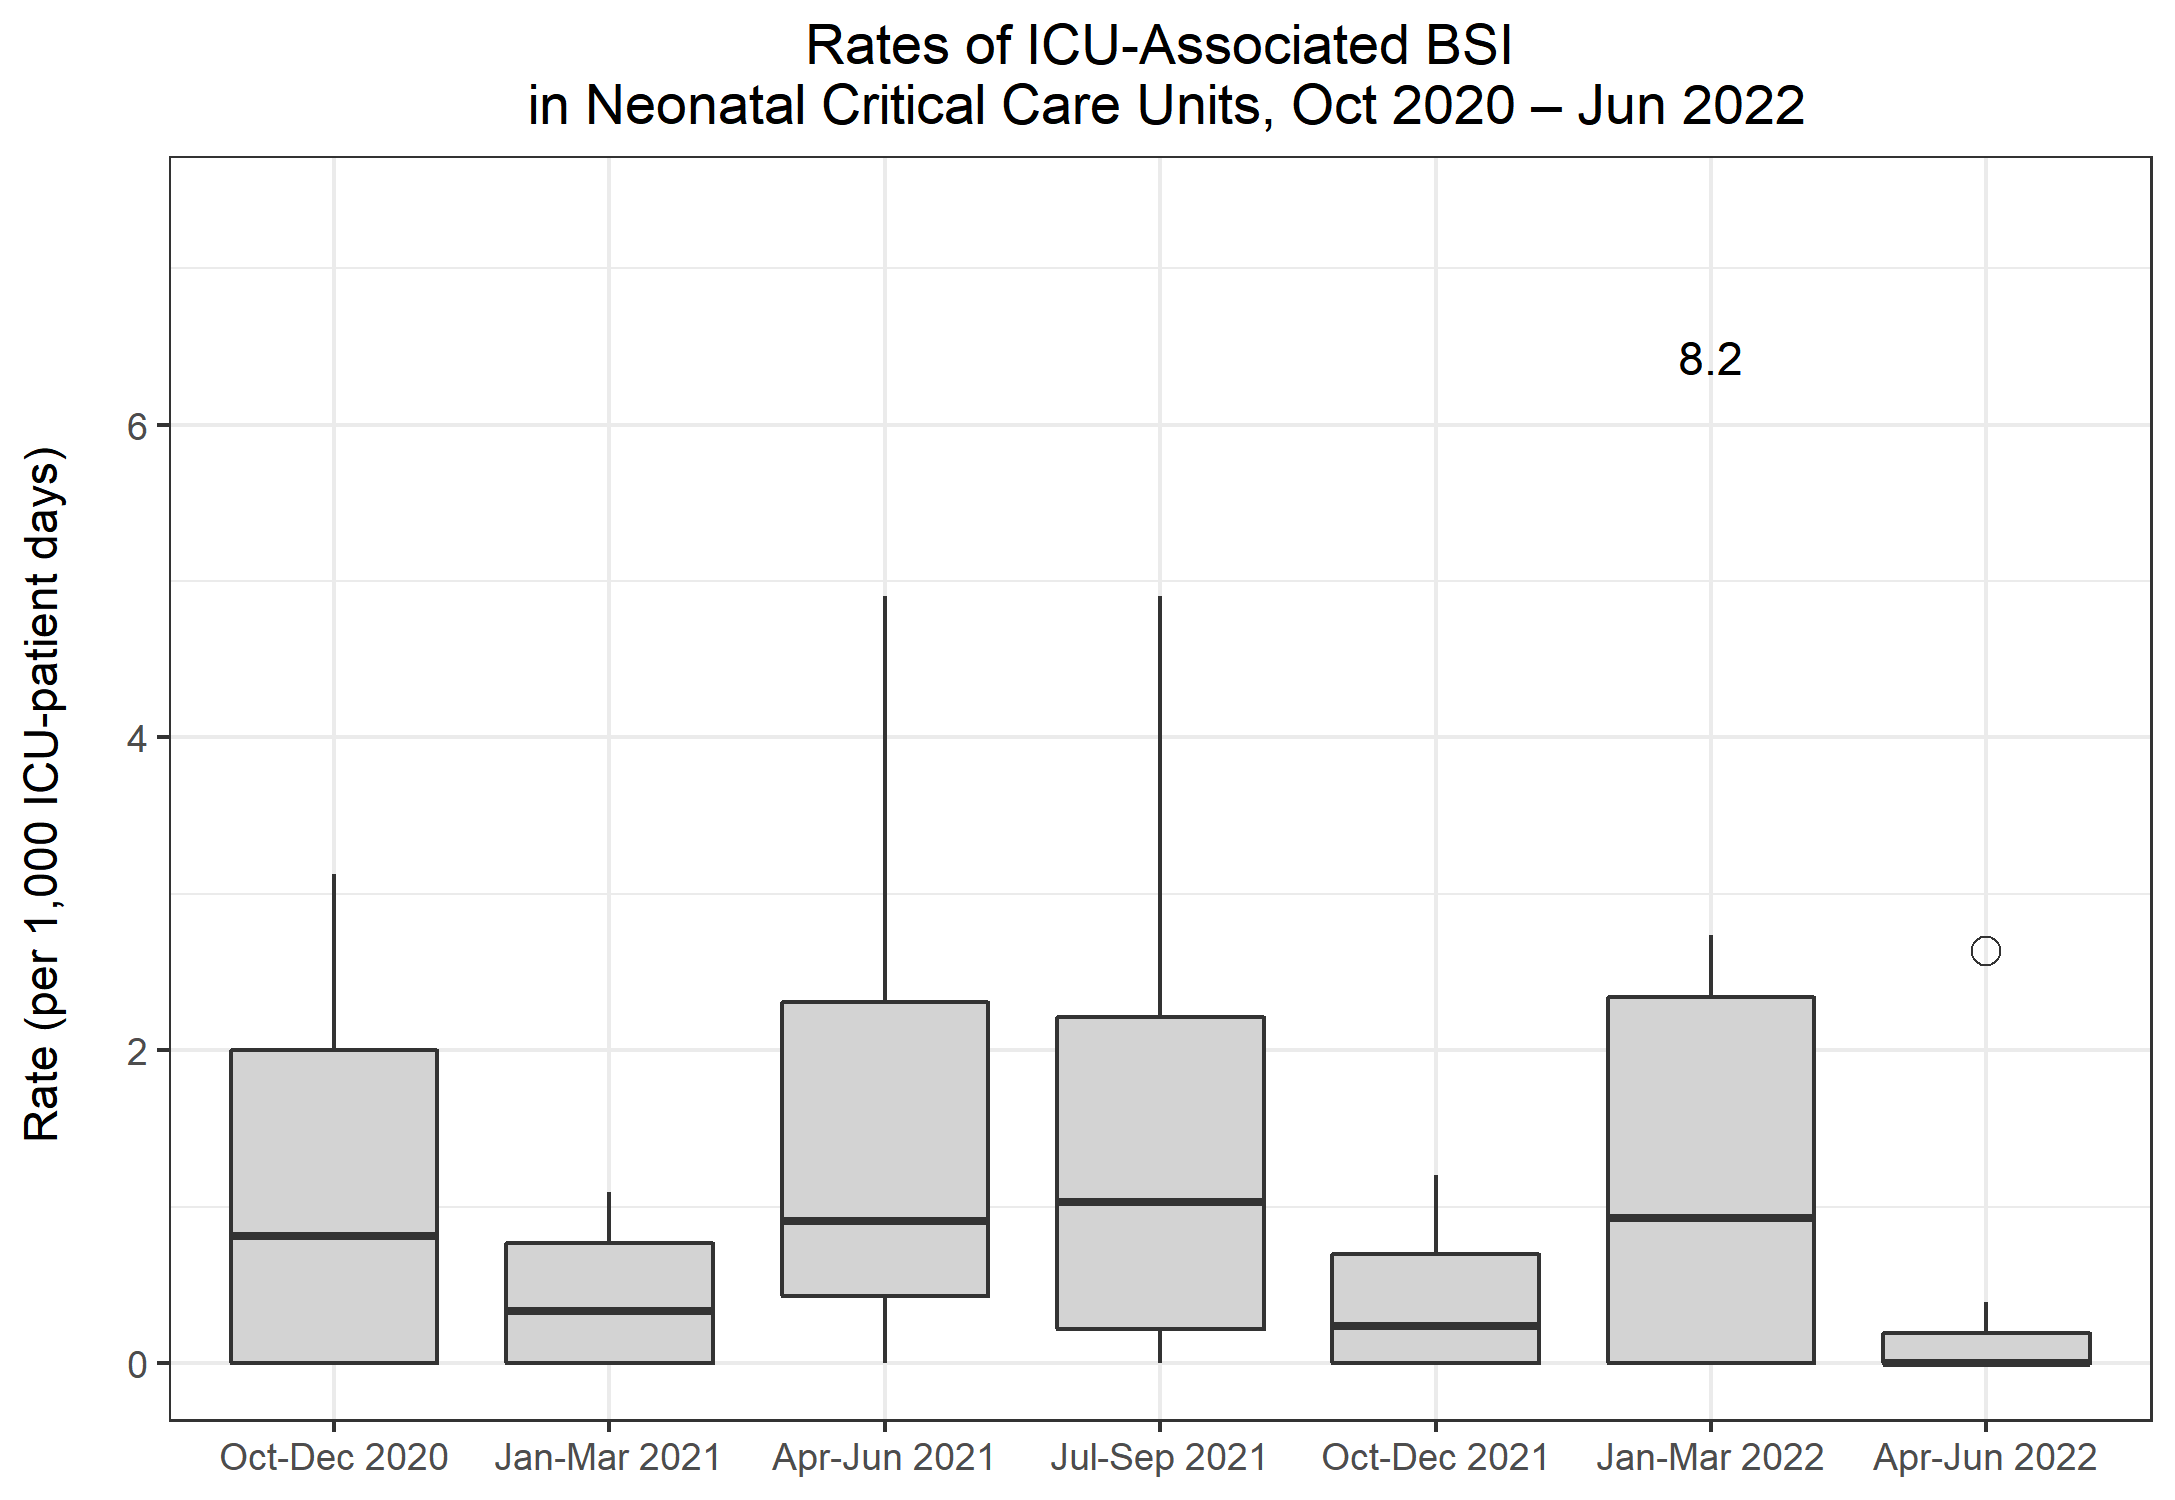 Rates of ICU-Associated BSI
in Neonatal Critical Care Units, Oct 2020 – Jun 2022
Rate (per 1,000 ICU-patient days)
8.2
6
4
2
0
Oct-Dec 2020
Jan-Mar 2021
Apr-Jun 2021
Jul-Sep 2021
Oct-Dec 2021
Jan-Mar 2022
Apr-Jun 2022